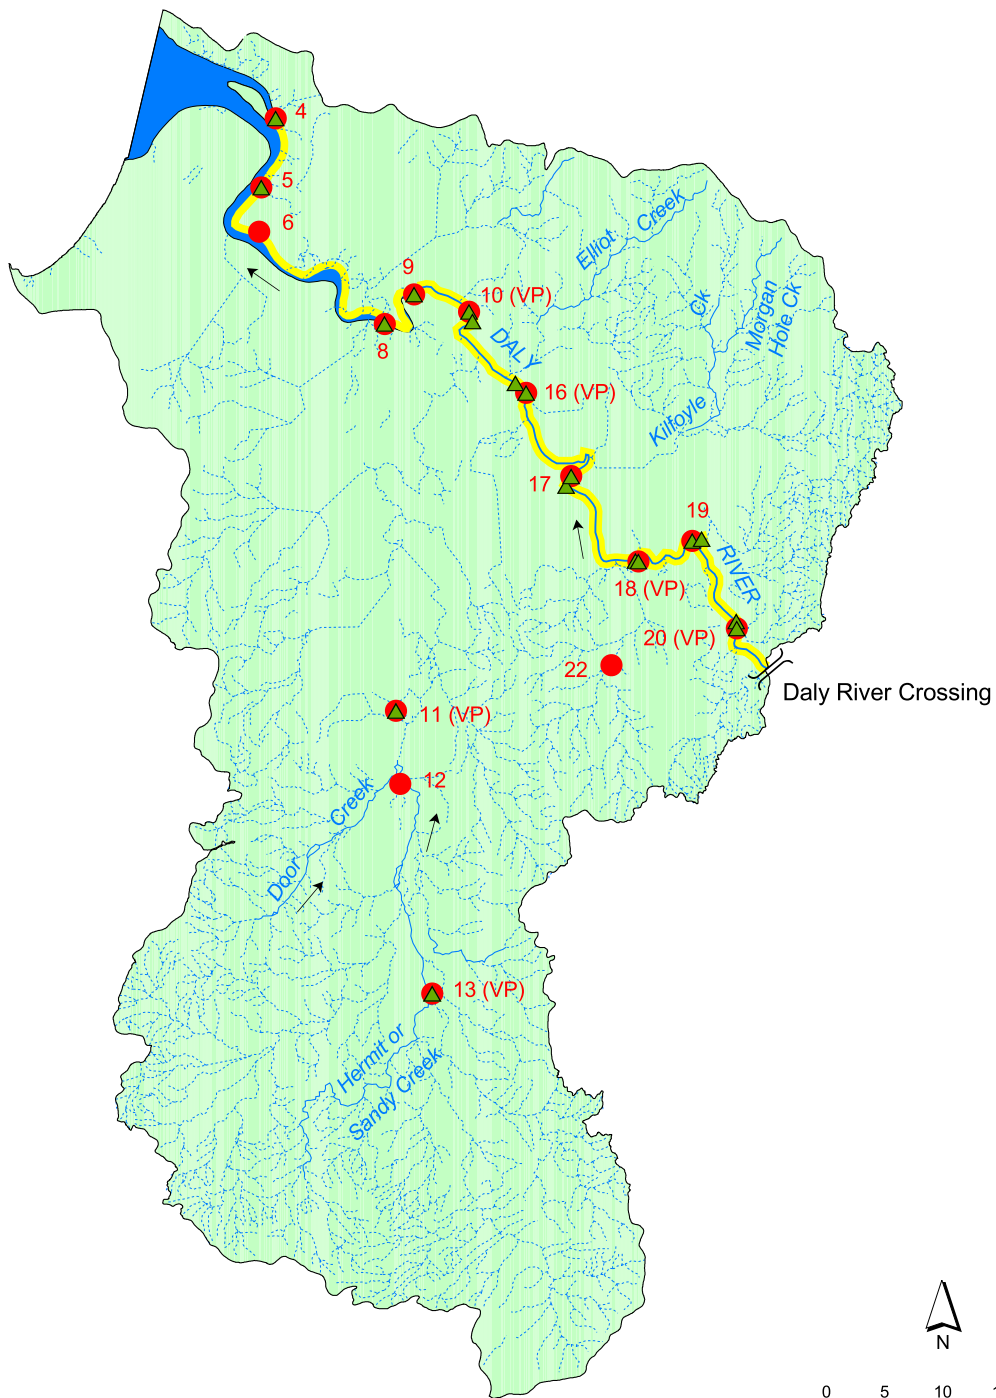 4
5
6
Elliot Creek
9
10 (VP)
Ck
Morgan
Hole Ck
8
DALY
16 (VP)
Kilfoyle
17
19
RIVER
18 (VP)
20 (VP)
22
Daly River Crossing
11 (VP)
12
Door Creek
13 (VP)
Hermit or
Sandy Creek
N
0 5 10